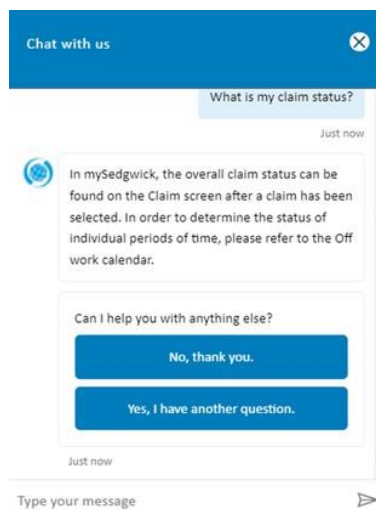 Chat with us
What is my claim status?
Just now
In mySedgwick, the overall claim status can be
found on the Claim screen after a claim has been
selected. In order to determine the status of
individual periods of time, please refer to the Off
work calendar.
Can I help you with anything else?
No, thank you.
Yes, I have another question.
Just now
Type your message